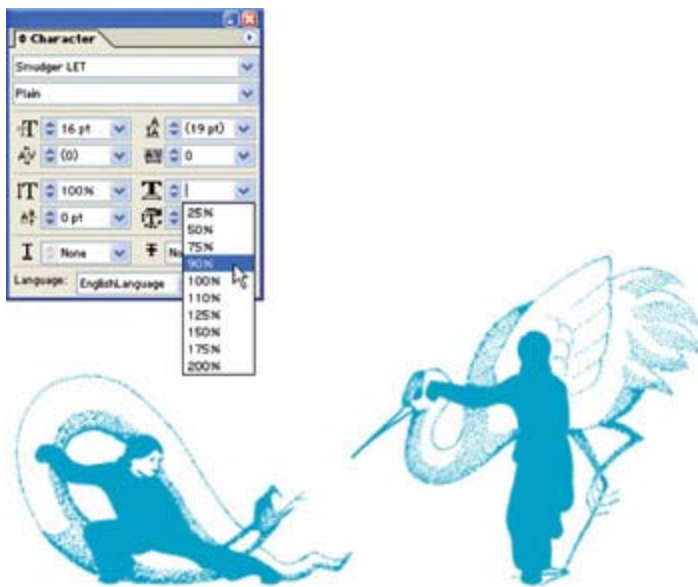 Character
Smudger LET
Plain
16 pt (19 pt)
(0) 0
100%
0 pt
None No
Language: EnglishLanguage
25%
50%
75%
90%
100%
110%
125%
150%
175%
200%